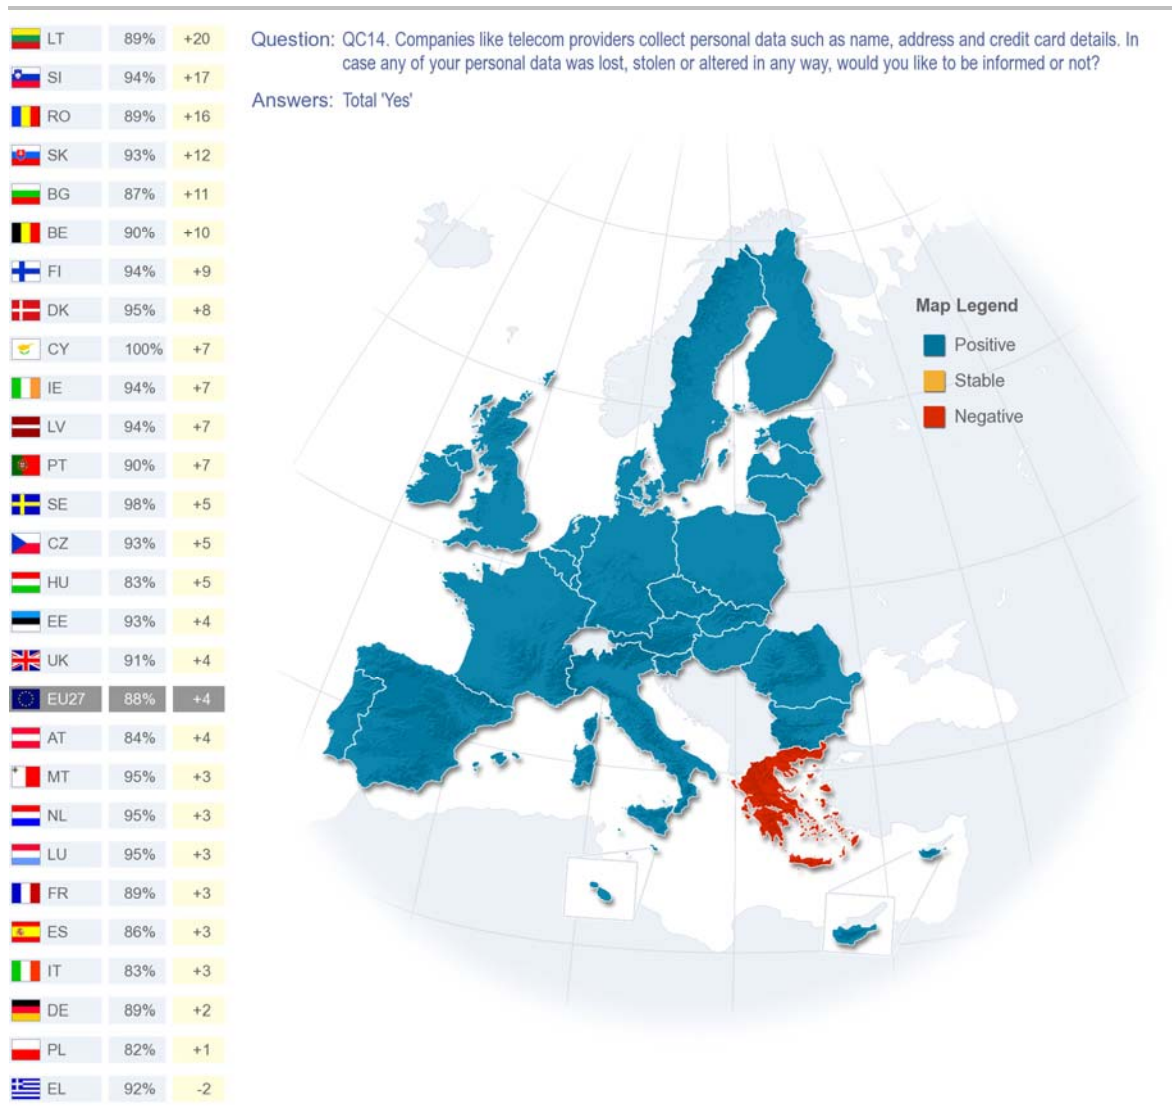 LT 89% +20
SI 94% +17
RO 89% +16
SK 93% +12
BG 87% +11
BE 90% +10
FI 94% +9
DK 95% +8
CY 100% +7
IE 94% +7
LV 94% +7
PT 90% +7
SE 98% +5
CZ 93% +5
HU 83% +5
EE 93% +4
UK 91% +4
EU27 88% +4
AT 84% +4
MT 95% +3
NL 95% +3
LU 95% +3
FR 89% +3
ES 86% +3
IT 83% +3
DE 89% +2
PL 82% +1
EL 92% -2
Question: QC14. Companies like telecom providers collect personal data such as name, address and credit card details. In
case any of your personal data was lost, stolen or altered in any way, would you like to be informed or not?
Answers: Total 'Yes'
Map Legend
Positive
Stable
Negative